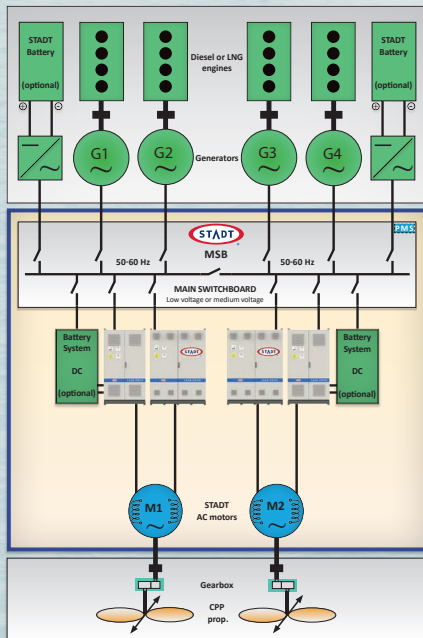 STADT
Battery
(optional)
Diesel or LNG
engines
STADT
Battery
(optional)
G1
G2
G3
G4
Generators
STADT
MSB
PMS
50-60 Hz
50-60 Hz
MAIN SWITCHBOARD
Low voltage or medium voltage
Battery
System
DC
(optional)
STADT
STADT
Battery
System
DC
(optional)
M1
STADT
AC motors
M2
Gearbox
CPP
prop.